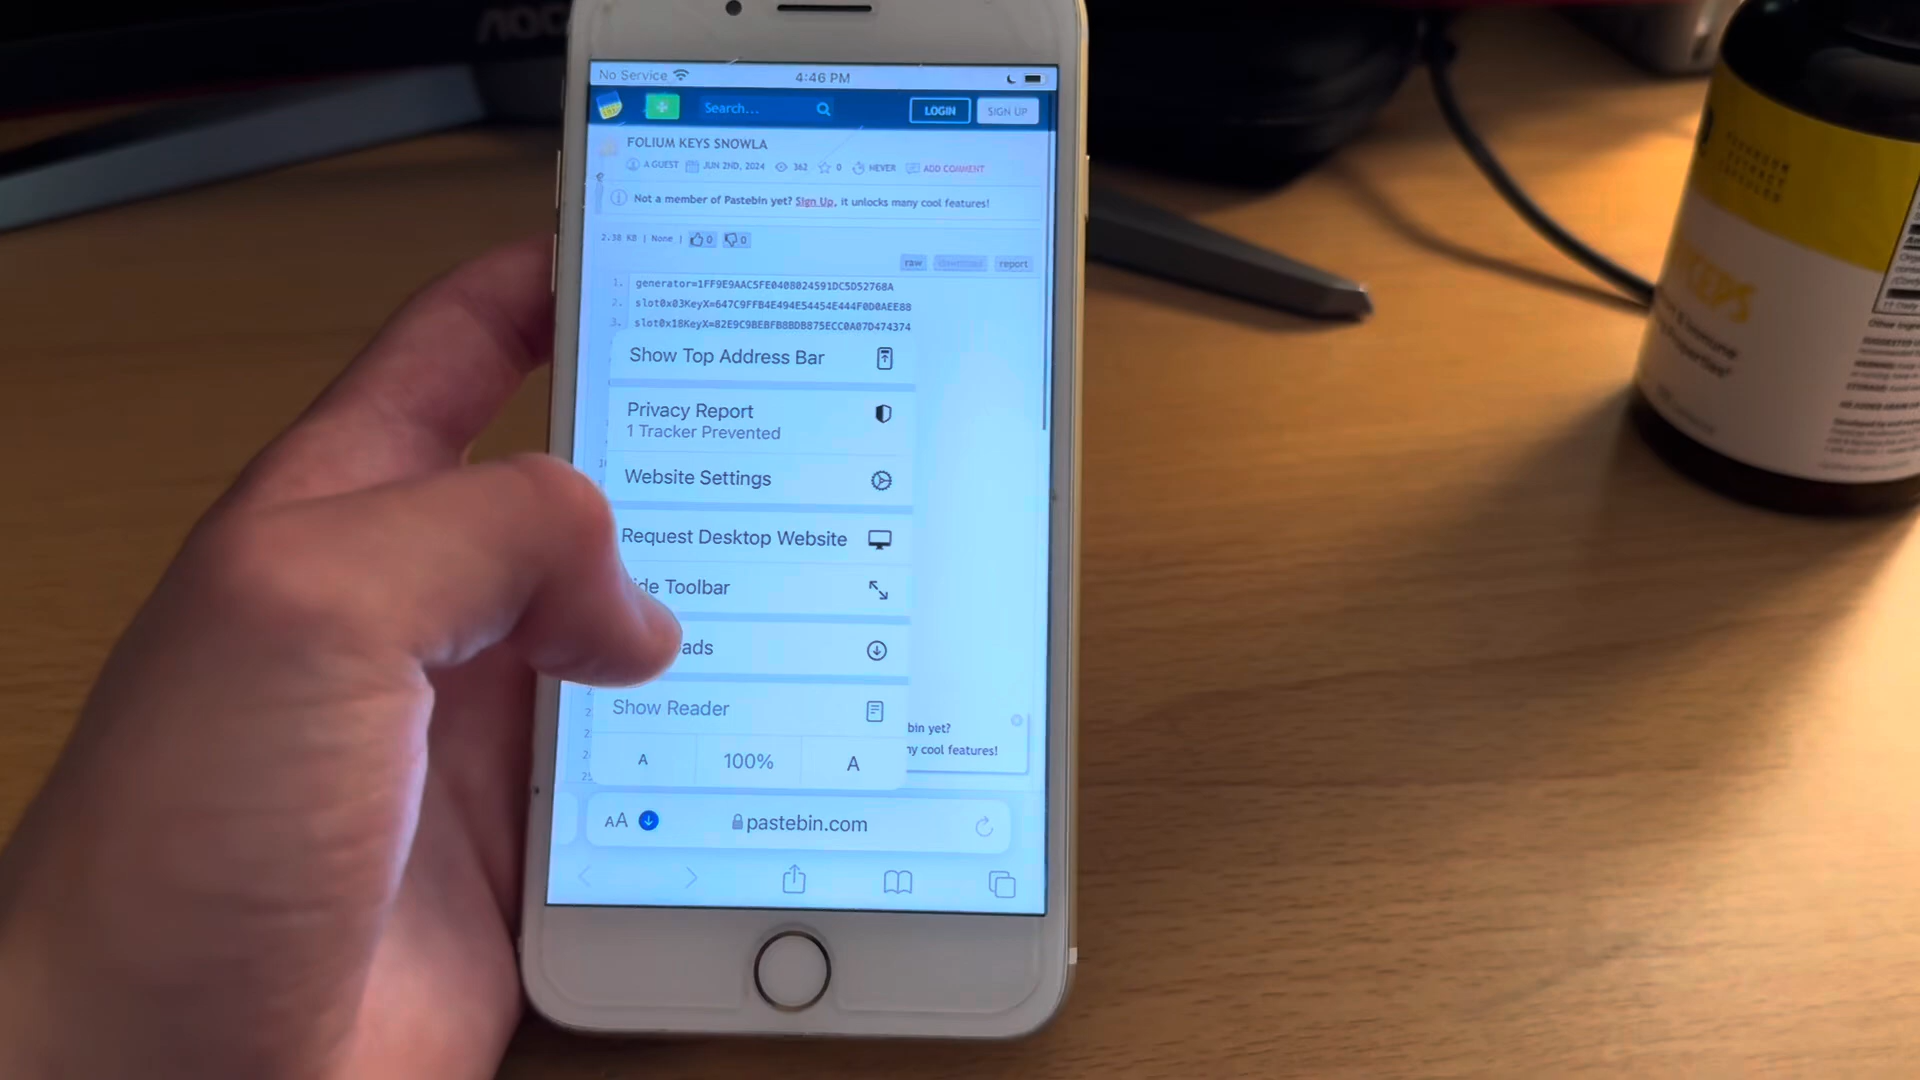 AOC
No Service
4:46 PM
Search...
LOGIN
SIGN UP
FOLIUM KEYS SNOWLA
A GUEST
JUN 2ND, 2024
362
0
NEVER
ADD COMMENT
Not a member of Pastebin yet? Sign Up, it unlocks many cool features!
2.38 KB | None | 0 0
raw download report
1. generator=1FF9E9AAC5FE0408024591DC5D52768A
2. slot0x03KeyX=647C9FFB4E494E54454E444F0D0AEE88
3. slot0x18KeyX=82E9C9BEBFB8BDB875ECC0A07D474374
Show Top Address Bar
Privacy Report
1 Tracker Prevented
Website Settings
Request Desktop Website
ide Toolbar
oads
Show Reader
bin yet?
ny cool features!
A 100% A
AA
pastebin.com